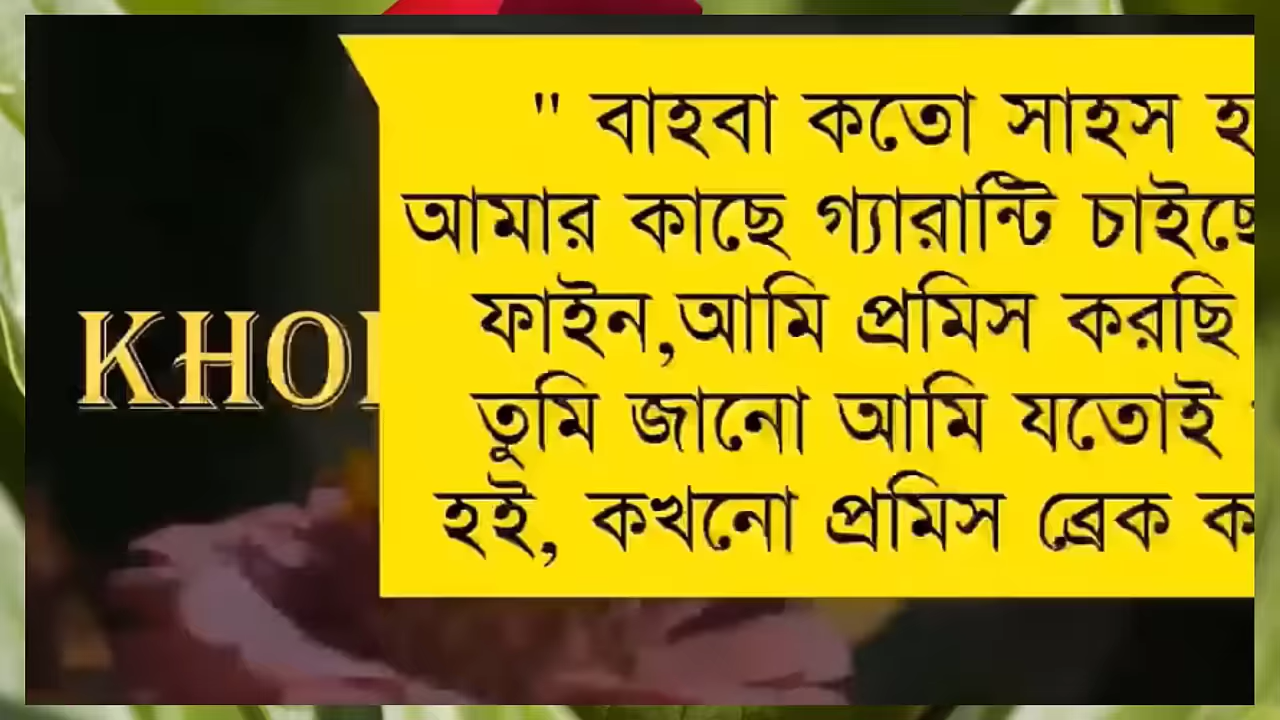 KHO
" বাহবা কতো সাহস
আমার কাছে গ্যারান্টি চাইছে
ফাইন,আমি প্রমিস করছি
তুমি জানো আমি যতোই
হই, কখনো প্রমিস ব্রেক